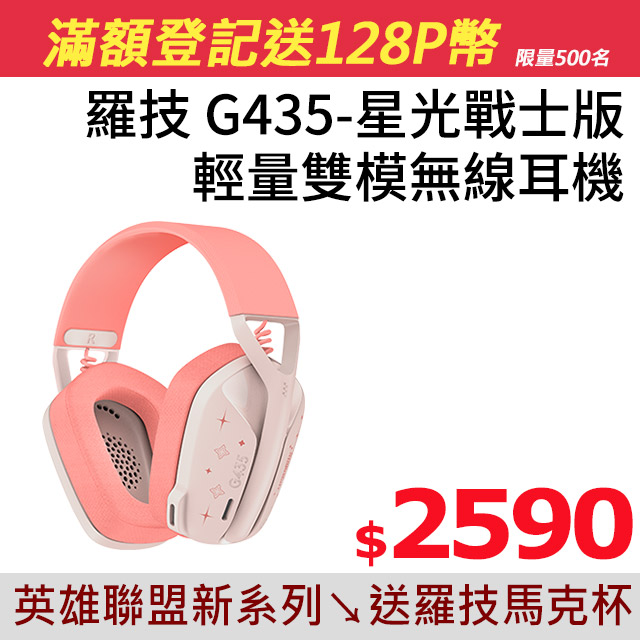 滿額登記送128P幣 限量500名
羅技 G435-星光戰士版
輕量雙模無線耳機
R
G435
$2590
英雄聯盟新系列↘送羅技馬克杯